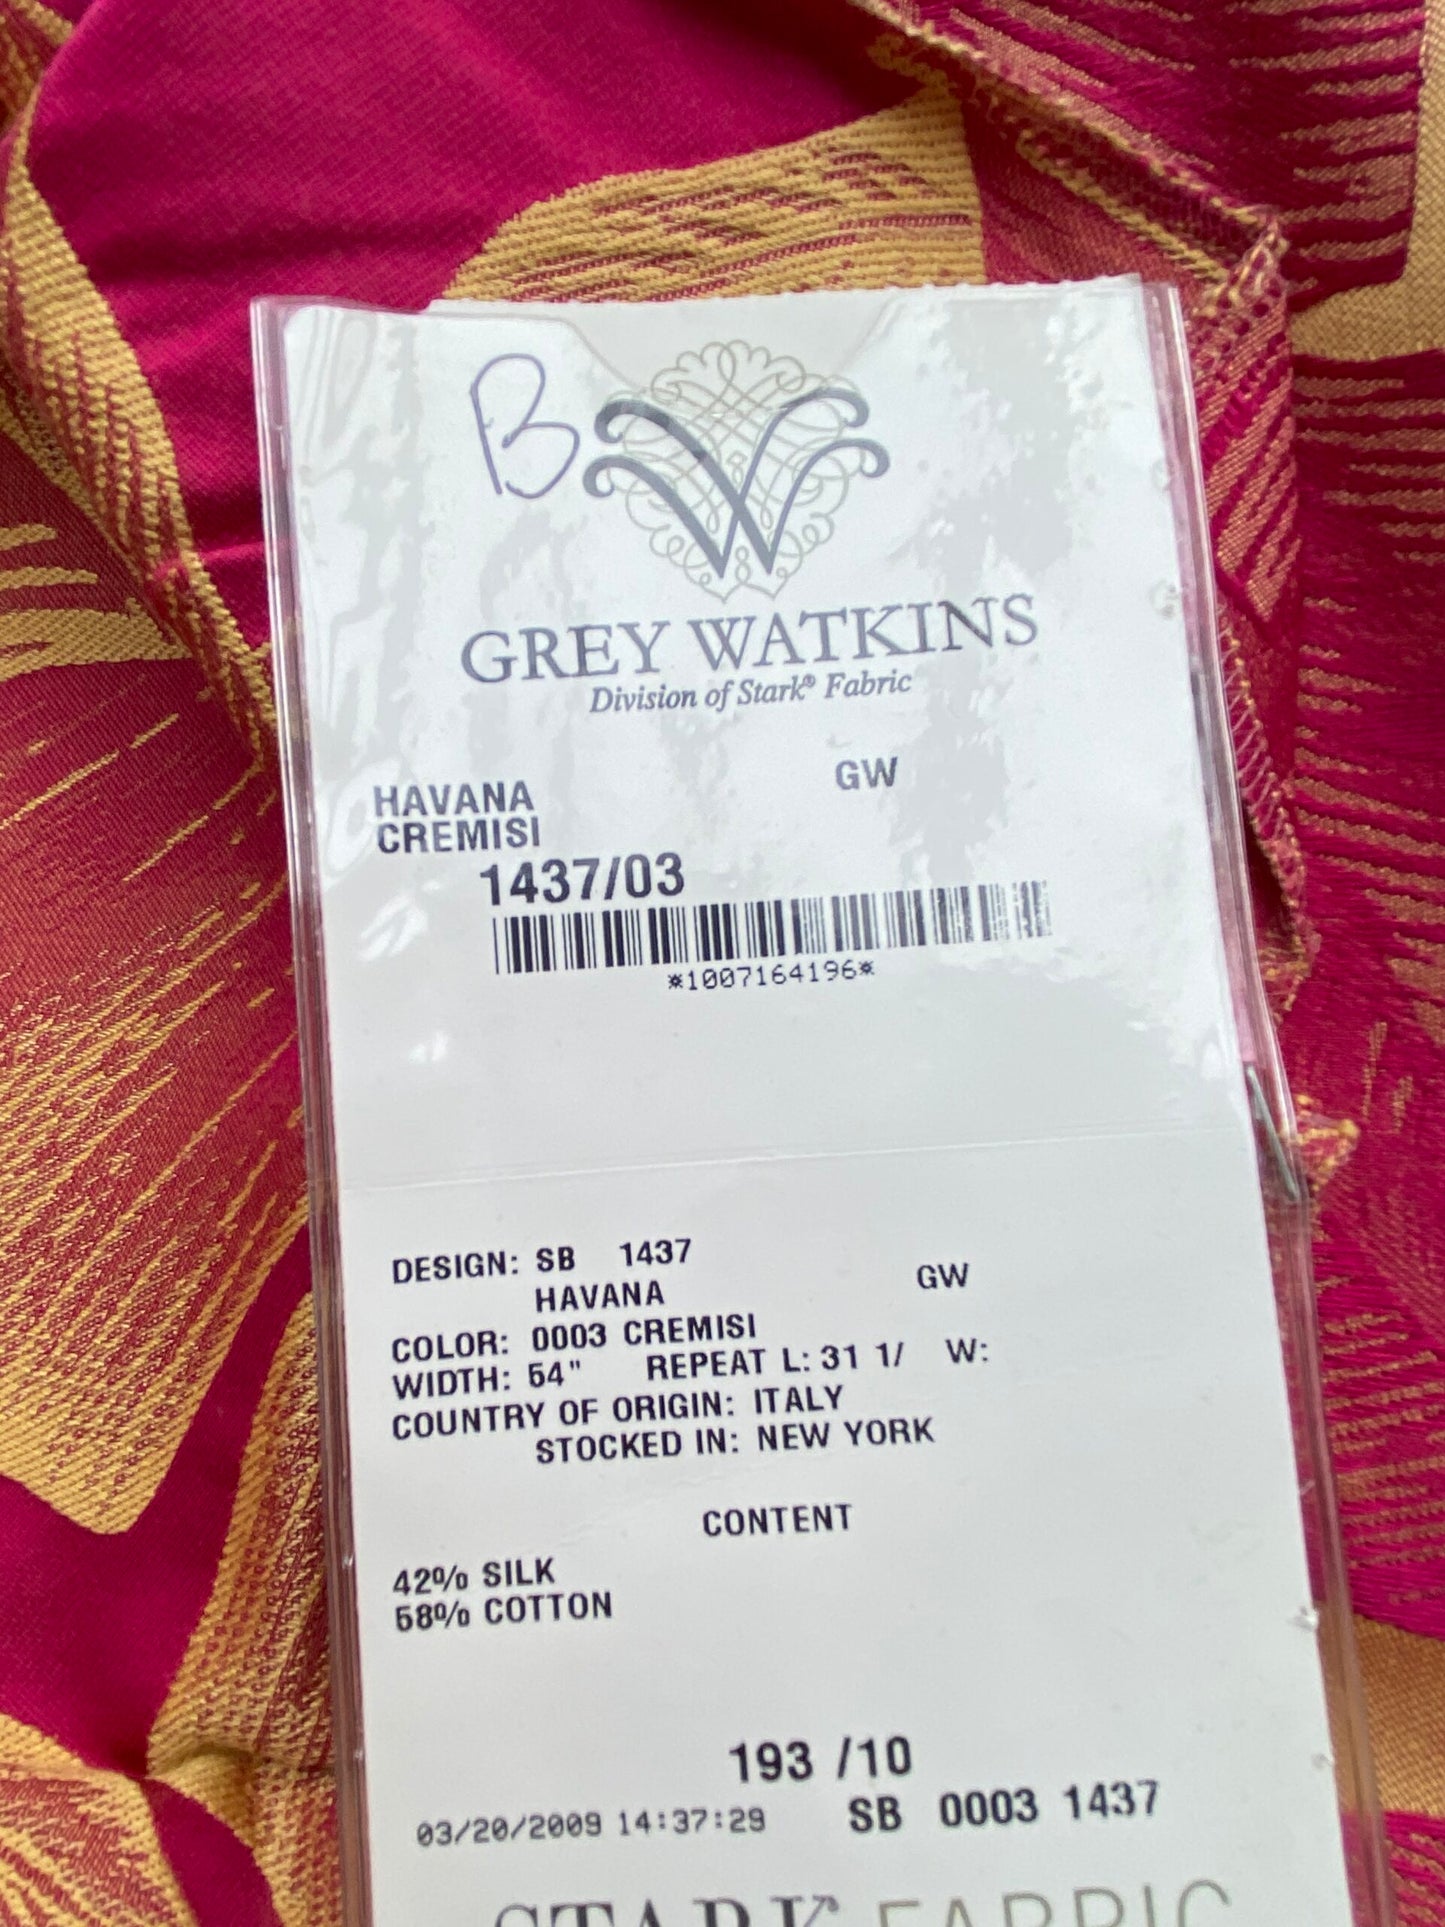 B
W
GREY WATKINS
Division of Stark® Fabric
HAVANA GW
CREMISI
1437/03
*1007164196*
DESIGN: SB 1437
HAVANA GW
COLOR: 0003 CREMISI
WIDTH: 54" REPEAT L: 31 1/ W:
COUNTRY OF ORIGIN: ITALY
STOCKED IN: NEW YORK
CONTENT
42% SILK
58% COTTON
193 /10
03/20/2009 14:37:29 SB 0003 1437
STARK FABRIC